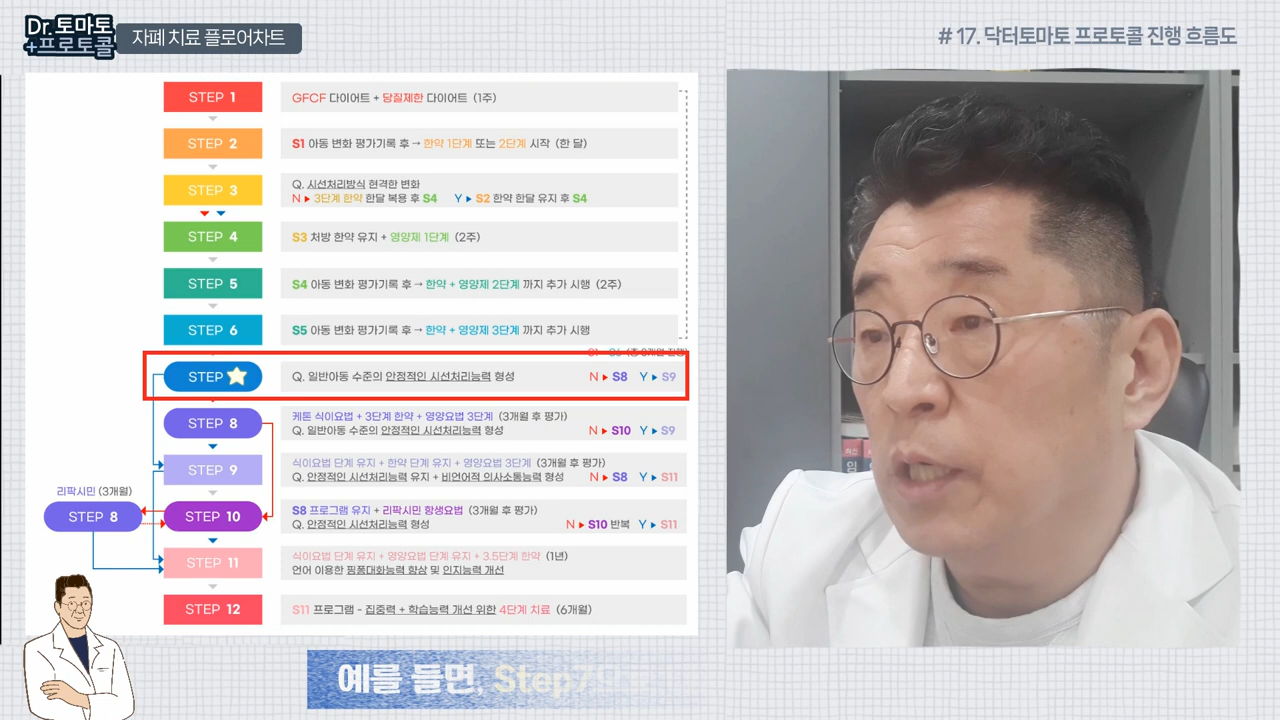 Dr.토마토
+프로토콜
자폐 치료 플로어차트
# 17. 닥터토마토 프로토콜 진행 흐름도
STEP 1
GFCF 다이어트 + 당질제한 다이어트 (1주)
STEP 2
S1 아동 변화 평가기록 후 → 한약 1단계 또는 2단계 시작 (한 달)
STEP 3
Q. 시선처리방식 현격한 변화
N ▶ 3단계 한약 한달 복용 후 S4 Y ▶ S2 한약 한달 유지 후 S4
STEP 4
S3 처방 한약 유지 + 영양제 1단계 (2주)
STEP 5
S4 아동 변화 평가기록 후 → 한약 + 영양제 2단계 까지 추가 시행 (2주)
STEP 6
S5 아동 변화 평가기록 후 → 한약 + 영양제 3단계 까지 추가 시행
STEP
Q. 일반아동 수준의 안정적인 시선처리능력 형성 N ▶ S8 Y ▶ S9
STEP 8
케톤 식이요법 + 3단계 한약 + 영양요법 3단계 (3개월 후 평가)
Q. 일반아동 수준의 안정적인 시선처리능력 형성 N ▶ S10 Y ▶ S9
STEP 9
식이요법 단계 유지 + 한약 단계 유지 + 영양요법 3단계 (3개월 후 평가)
Q. 안정적인 시선처리능력 유지 + 비언어적 의사소통능력 형성 N ▶ S8 Y ▶ S11
리팍시민 (3개월)
STEP 8
STEP 10
S8 프로그램 유지 + 리팍시민 항생요법 (3개월 후 평가)
Q. 안정적인 시선처리능력 형성 N ▶ S10 반복 Y ▶ S11
STEP 11
식이요법 단계 유지 + 영양요법 단계 유지 + 3.5단계 한약 (1년)
언어 이용한 핑퐁대화능력 향상 및 인지능력 개선
STEP 12
S11 프로그램 - 집중력 + 학습능력 개선 위한 4단계 치료 (6개월)
예를 들면, Step7